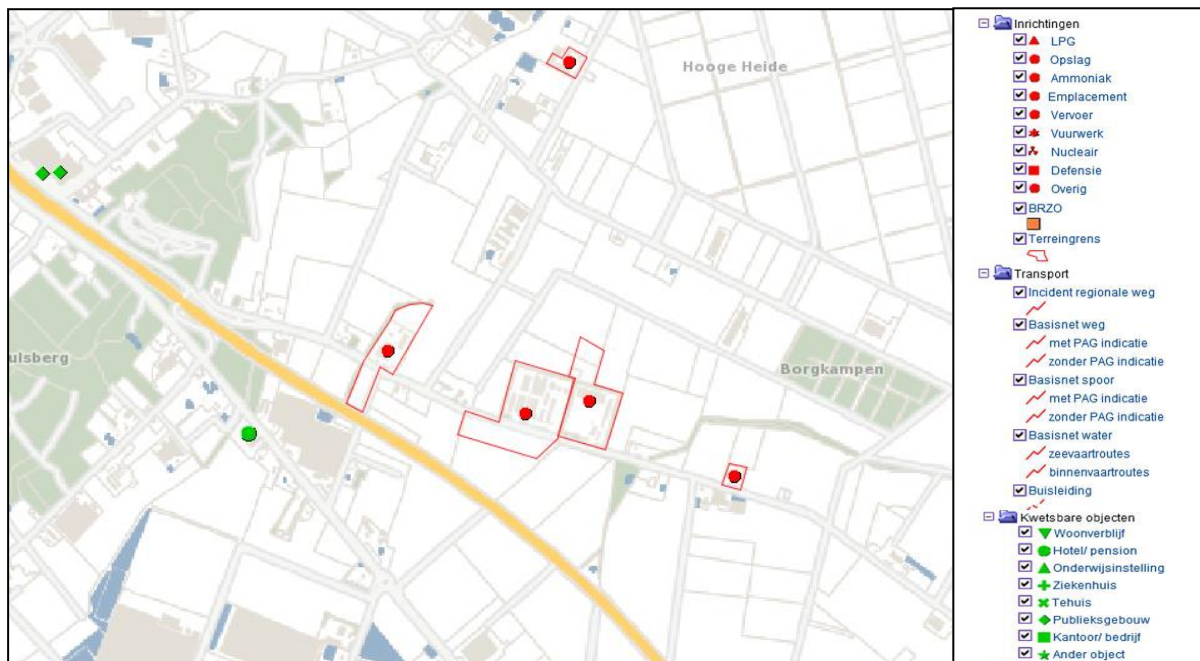 Hooge Heide
ulsberg
Borgkampen
Inrichtingen
LPG
Opslag
Ammoniak
Emplacement
Vervoer
Vuurwerk
Nucleair
Defensie
Overig
BRZO
Terreingrens
Transport
Incident regionale weg
Basisnet weg
met PAG indicatie
zonder PAG indicatie
Basisnet spoor
met PAG indicatie
zonder PAG indicatie
Basisnet water
zeevaartroutes
binnenvaartroutes
Buisleiding
Kwetsbare objecten
Woonverblijf
Hotel/ pension
Onderwijsinstelling
Ziekenhuis
Tehuis
Publieksgebouw
Kantoor/ bedrijf
Ander object